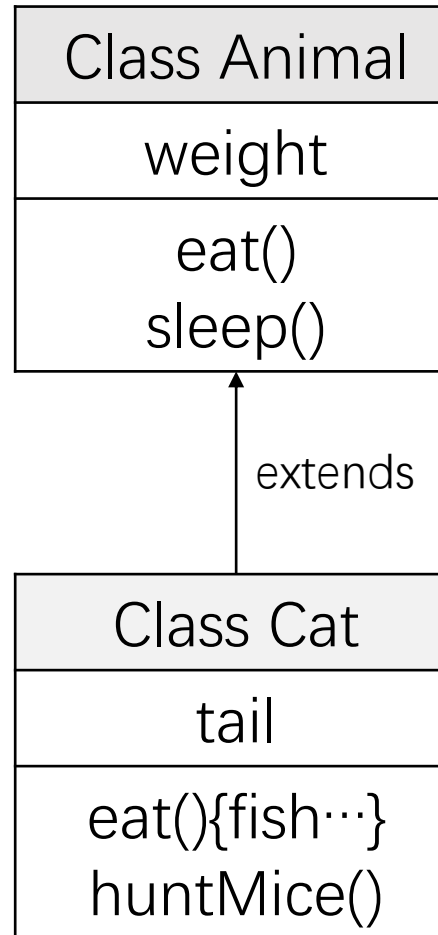 Class Animal
weight
eat()
sleep()
extends
Class Cat
tail
eat(){fish…}
huntMice()